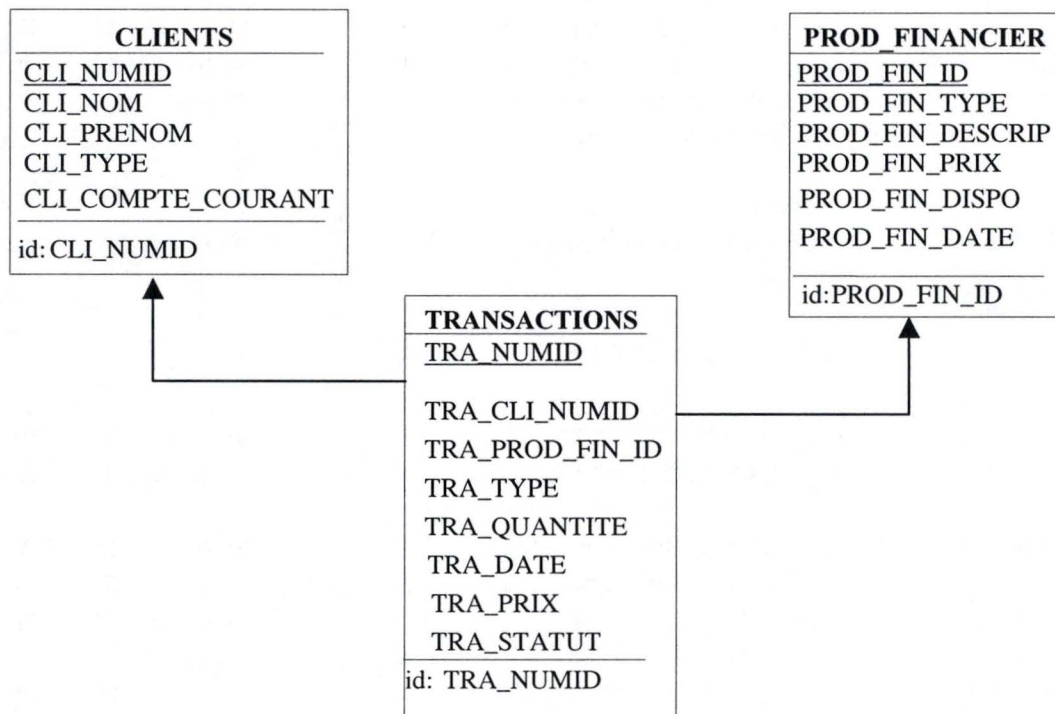 CLIENTS
CLI_NUMID
CLI_NOM
CLI_PRENOM
CLI_TYPE
CLI_COMPTE_COURANT
id: CLI_NUMID
PROD_FINANCIER
PROD_FIN_ID
PROD_FIN_TYPE
PROD_FIN_DESCRIP
PROD_FIN_PRIX
PROD_FIN_DISPO
PROD_FIN_DATE
id:PROD_FIN_ID
TRANSACTIONS
TRA_NUMID
TRA_CLI_NUMID
TRA_PROD_FIN_ID
TRA_TYPE
TRA_QUANTITE
TRA_DATE
TRA_PRIX
TRA_STATUT
id: TRA_NUMID